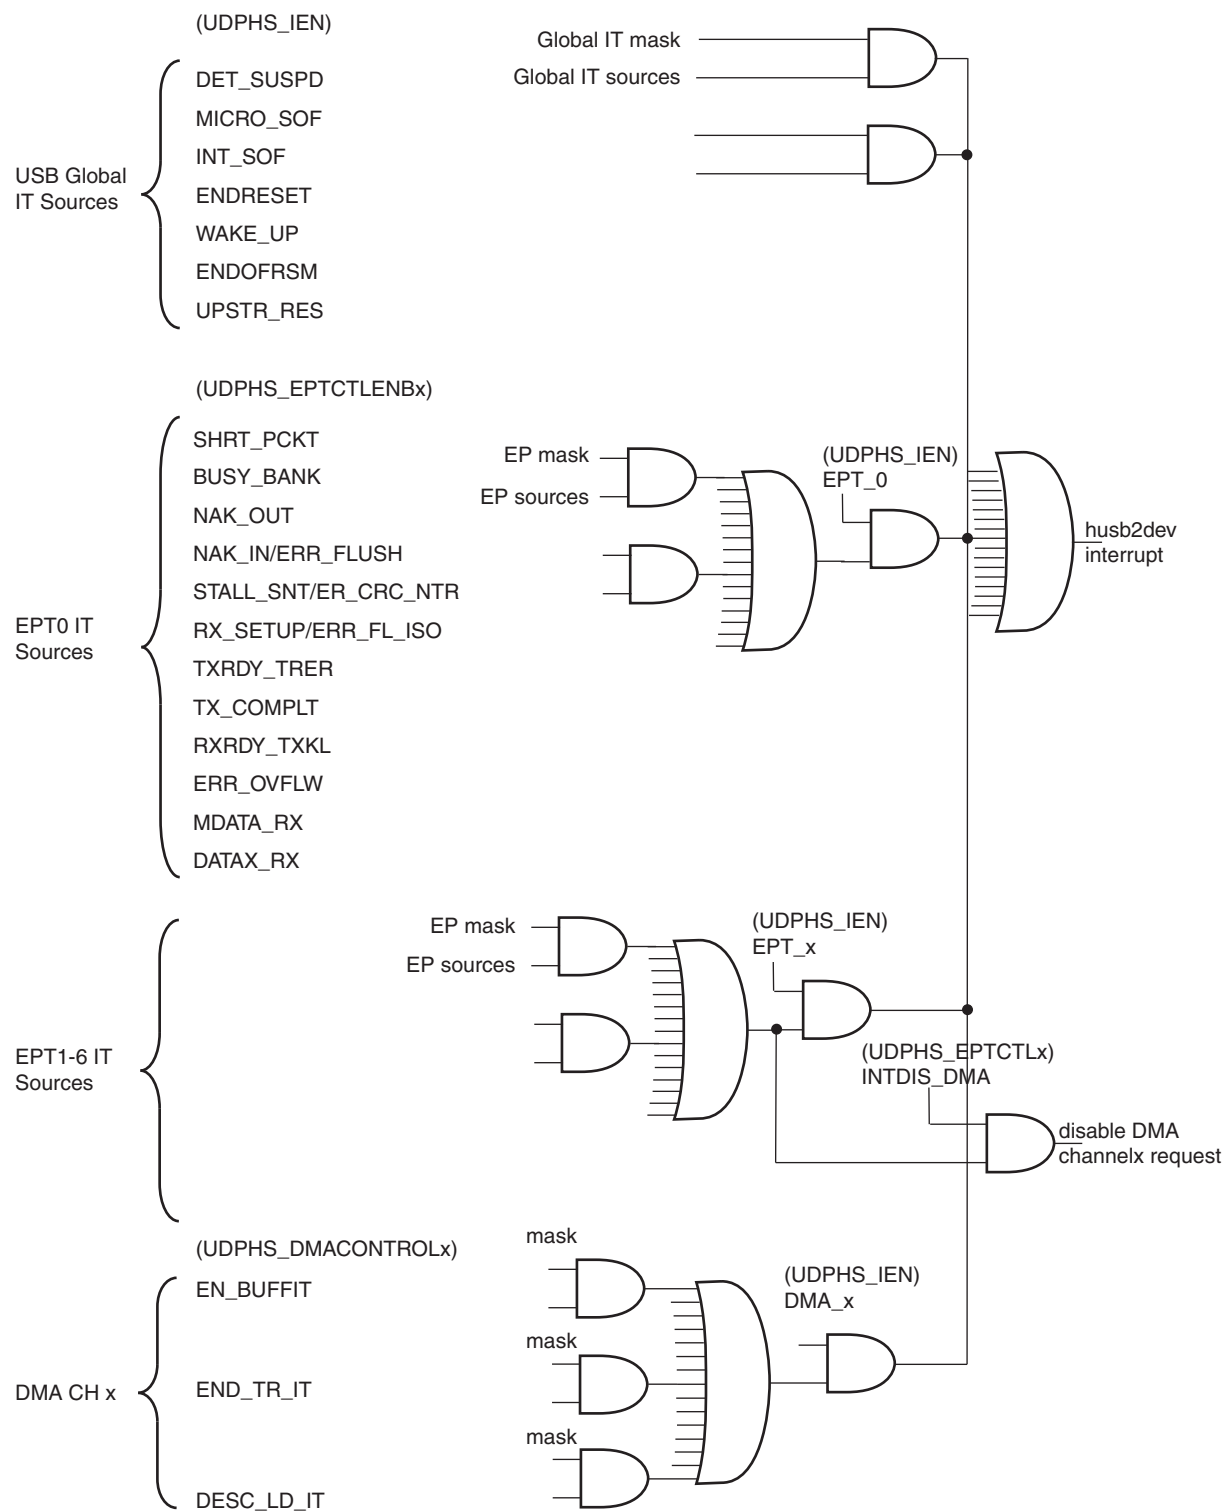 (UDPHS_IEN)
DET_SUSPD
MICRO_SOF
INT_SOF
ENDRESET
WAKE_UP
ENDOFRSM
UPSTR_RES
USB Global
IT Sources
Global IT mask
Global IT sources
(UDPHS_EPTCTLENBx)
SHRT_PCKT
BUSY_BANK
NAK_OUT
NAK_IN/ERR_FLUSH
STALL_SNT/ER_CRC_NTR
RX_SETUP/ERR_FL_ISO
TXRDY_TRER
TX_COMPLT
RXRDY_TXKL
ERR_OVFLW
MDATA_RX
DATAX_RX
EPT0 IT
Sources
EP mask
EP sources
(UDPHS_IEN)
EPT_0
husb2dev
interrupt
EPT1-6 IT
Sources
EP mask
EP sources
(UDPHS_IEN)
EPT_x
(UDPHS_EPTCTLx)
INTDIS_DMA
disable DMA
channelx request
(UDPHS_DMACONTROLx)
EN_BUFFIT
END_TR_IT
DESC_LD_IT
DMA CH x
mask
mask
mask
(UDPHS_IEN)
DMA_x